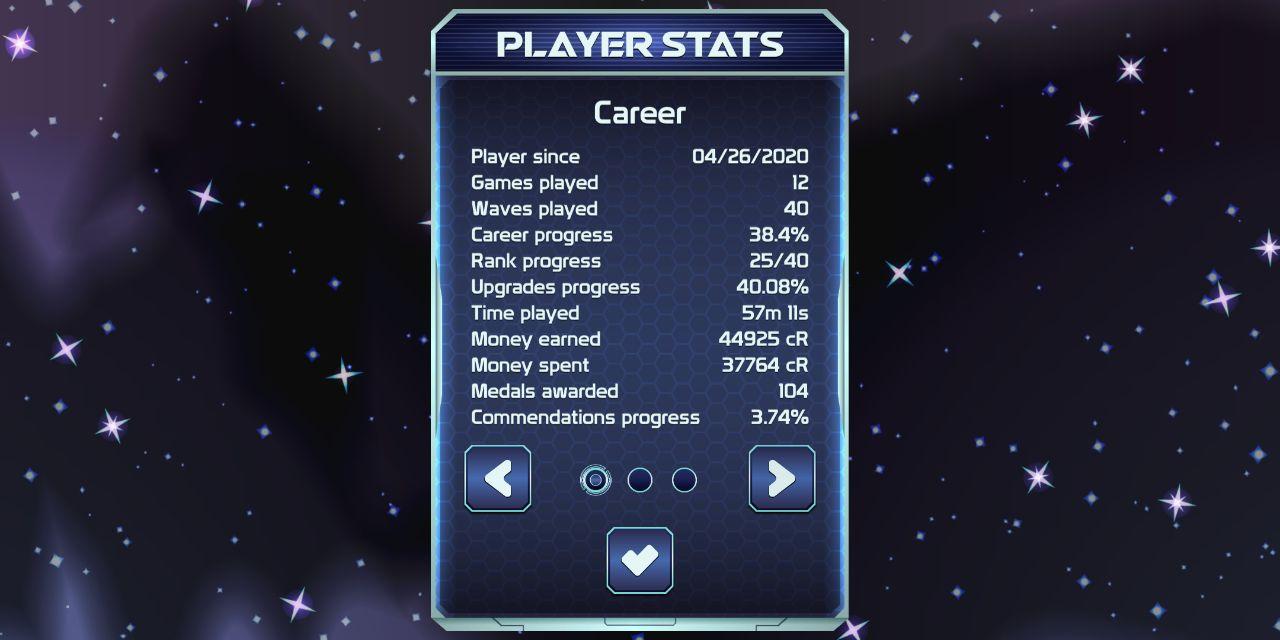 PLAYER STATS
Career
Player since 04/26/2020
Games played 12
Waves played 40
Career progress 38.4%
Rank progress 25/40
Upgrades progress 40.08%
Time played 57m 11s
Money earned 44925 cR
Money spent 37764 cR
Medals awarded 104
Commendations progress 3.74%